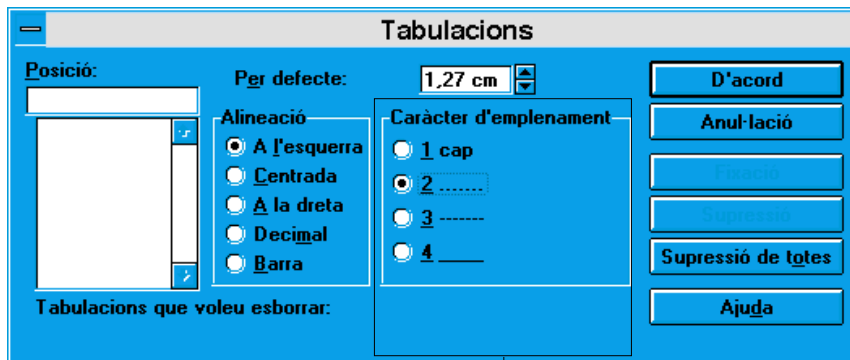 Tabulacions
Posició:
Per defecte: 1,27 cm
Alineació
A l'esquerra
Centrada
A la dreta
Decimal
Barra
Caràcter d'emplenament
1 cap
2 .......
3 -------
4 ____
D'acord
Anul·lació
Fixació
Supressió
Supressió de totes
Ajuda
Tabulacions que voleu esborrar: